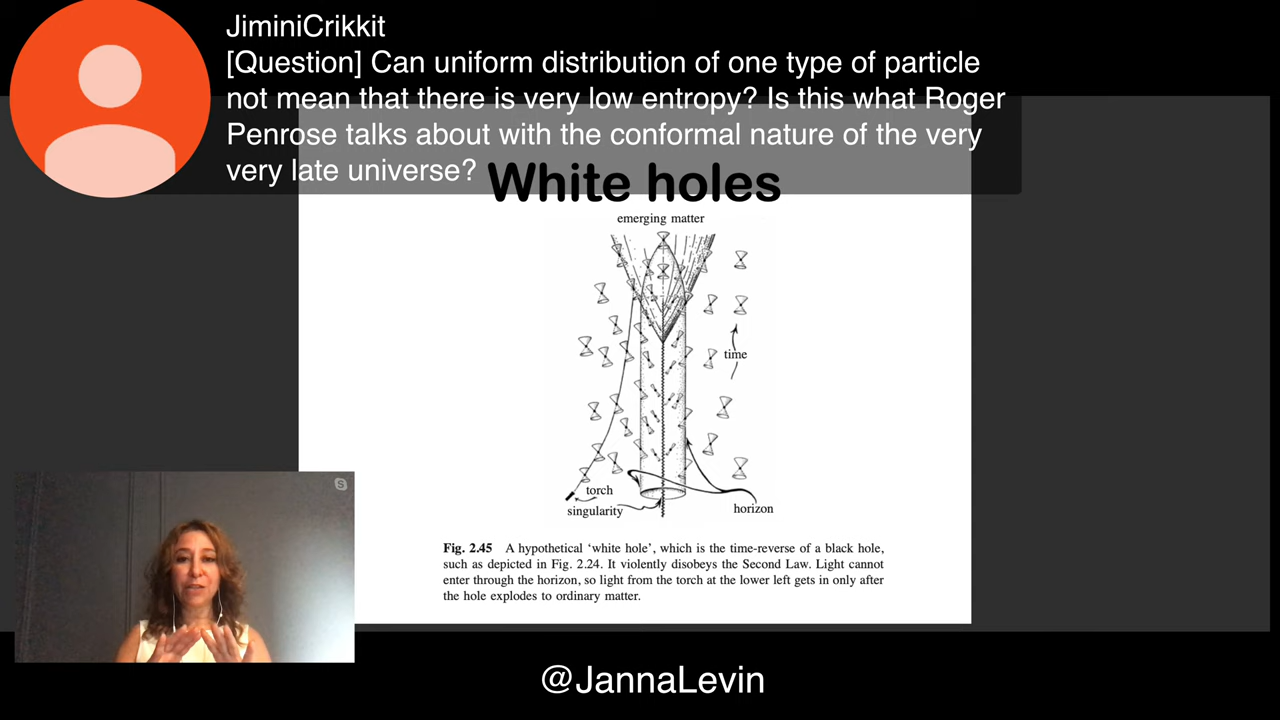 JiminiCrikkit
[Question] Can uniform distribution of one type of particle
not mean that there is very low entropy? Is this what Roger
Penrose talks about with the conformal nature of the very
very late universe?
White holes
emerging matter
time
torch
singularity
horizon
Fig. 2.45 A hypothetical ‘white hole’, which is the time-reverse of a black hole,
such as depicted in Fig. 2.24. It violently disobeys the Second Law. Light cannot
enter through the horizon, so light from the torch at the lower left gets in only after
the hole explodes to ordinary matter.
@JannaLevin